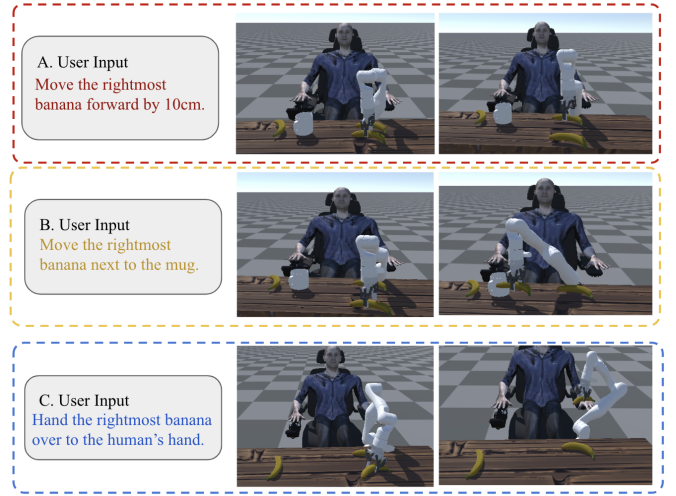 A. User Input
Move the rightmost
banana forward by 10cm.
B. User Input
Move the rightmost
banana next to the mug.
C. User Input
Hand the rightmost banana
over to the human's hand.